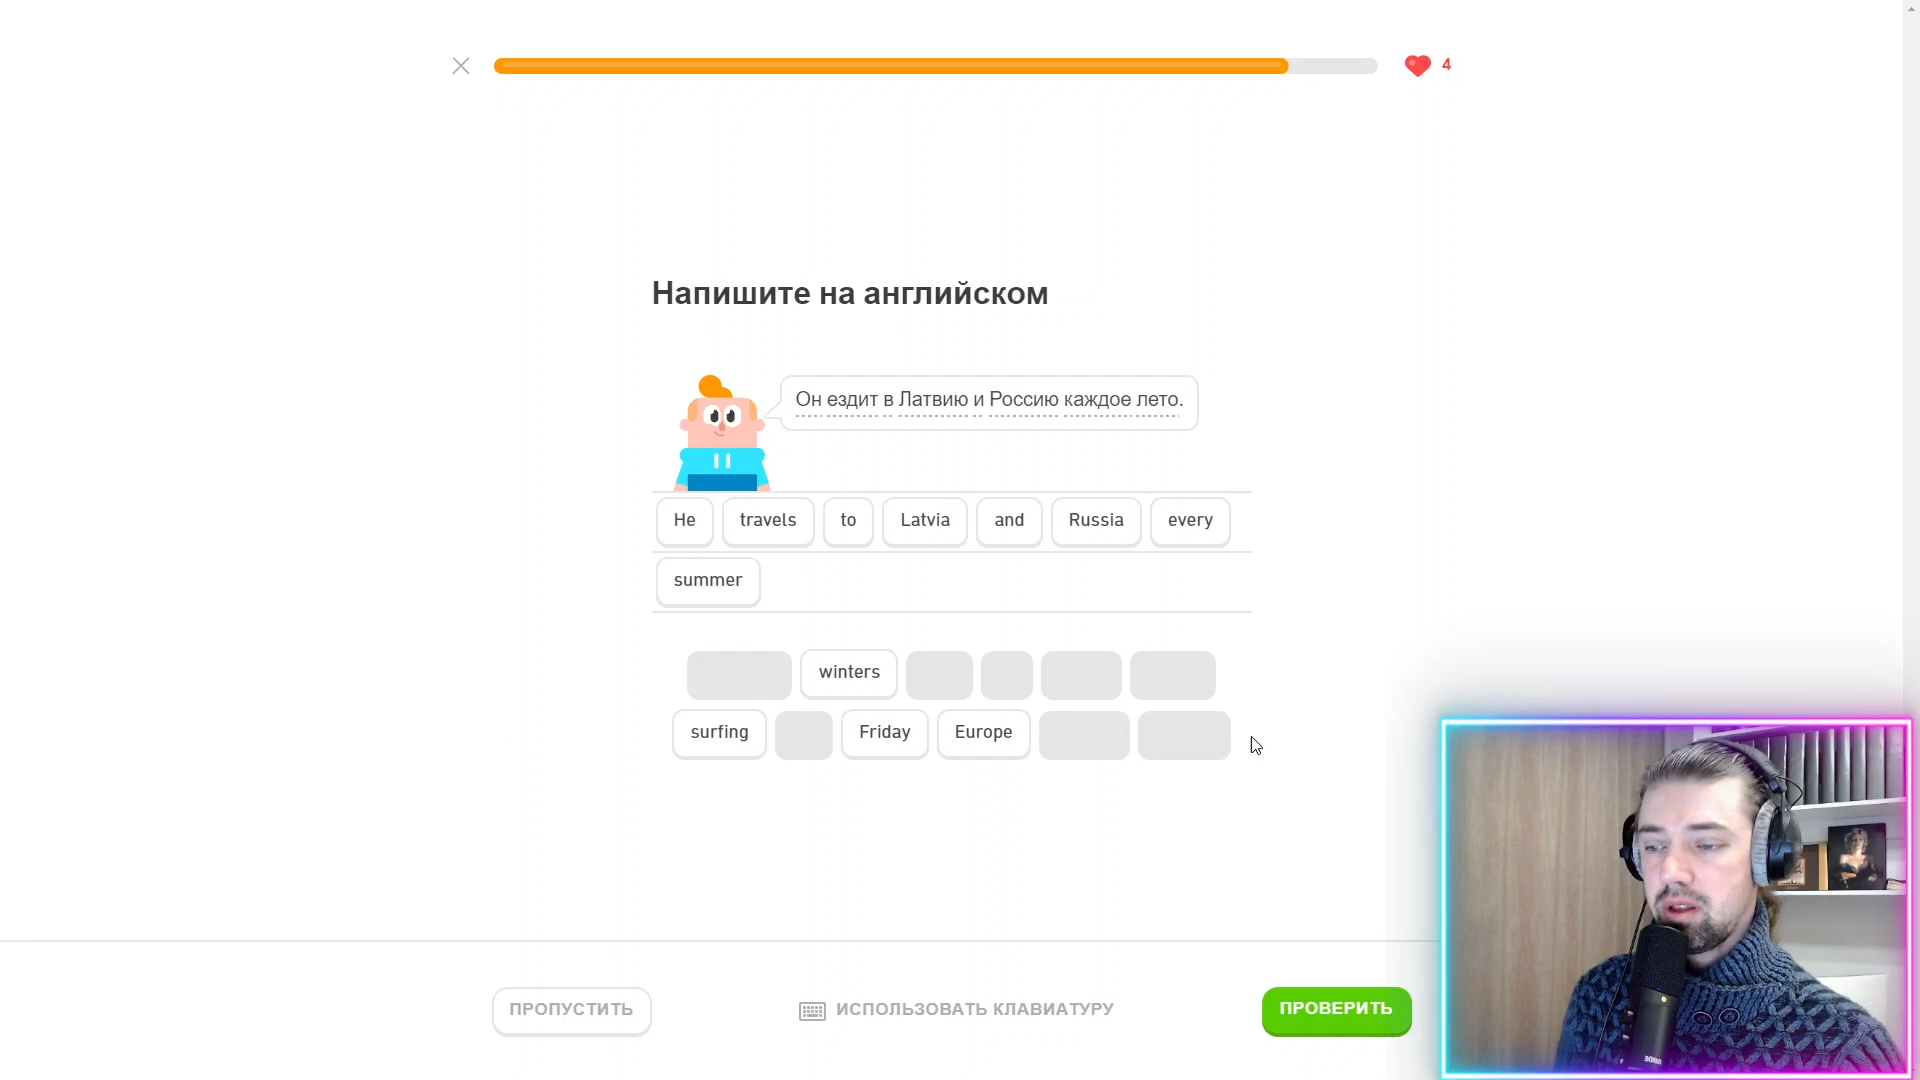 4
Напишите на английском
Он ездит в Латвию и Россию каждое лето.
He travels to Latvia and Russia every
summer
winters
surfing Friday Europe
ПРОПУСТИТЬ ИСПОЛЬЗОВАТЬ КЛАВИАТУРУ ПРОВЕРИТЬ